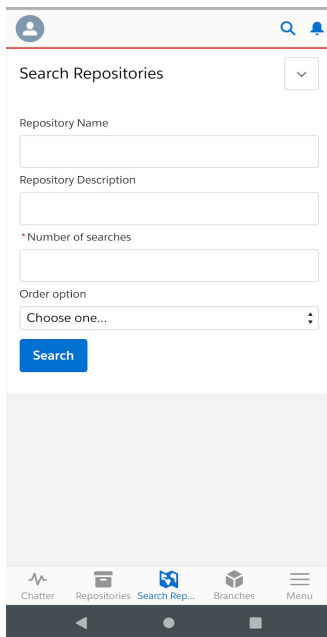 Search Repositories
Repository Name
Repository Description
*Number of searches
Order option
Choose one...
Search
Chatter Repositories Search Rep... Branches Menu